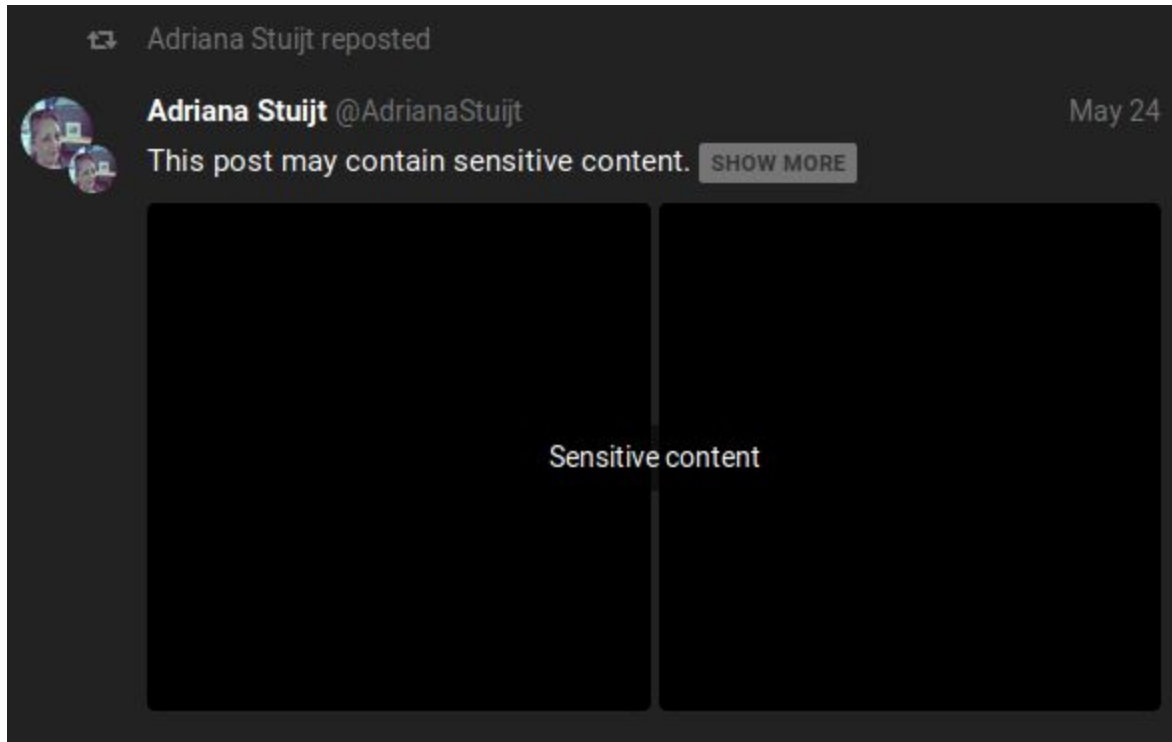 Adriana Stuijt reposted
Adriana Stuijt @AdrianaStuijt May 24
This post may contain sensitive content. SHOW MORE
Sensitive content